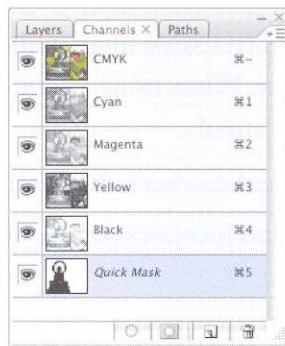 Layers Channels × Paths
CMYK ⌘~
Cyan ⌘1
Magenta ⌘2
Yellow ⌘3
Black ⌘4
Quick Mask ⌘5